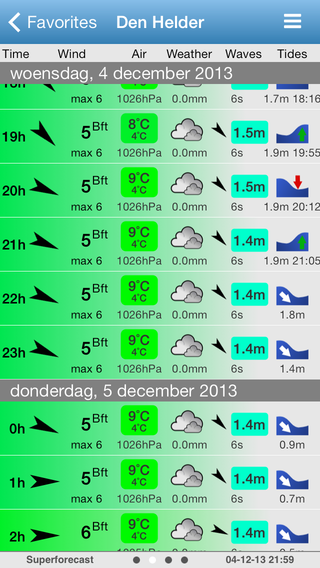 Favorites Den Helder
Time Wind Air Weather Waves Tides
woensdag, 4 december 2013
max 6 1026hPa 0.0mm 6s 1.7m 18:16
19h 5 Bft 8°C 4°C 1.5m
max 6 1026hPa 0.0mm 6s 1.9m 19:55
20h 5 Bft 9°C 4°C 1.5m
max 6 1026hPa 0.0mm 6s 1.9m 20:12
21h 5 Bft 9°C 4°C 1.4m
max 6 1026hPa 0.0mm 6s 1.9m 21:05
22h 5 Bft 9°C 4°C 1.4m
max 6 1026hPa 0.0mm 6s 1.8m
23h 5 Bft 9°C 4°C 1.4m
max 6 1026hPa 0.0mm 6s 1.4m
donderdag, 5 december 2013
0h 5 Bft 9°C 4°C 1.4m
max 6 1026hPa 0.0mm 6s 0.9m
1h 5 Bft 9°C 4°C 1.4m
max 6 1026hPa 0.0mm 6s 0.7m
2h 6 Bft 9°C 4°C 1.4m
Superforecast 04-12-13 21:59